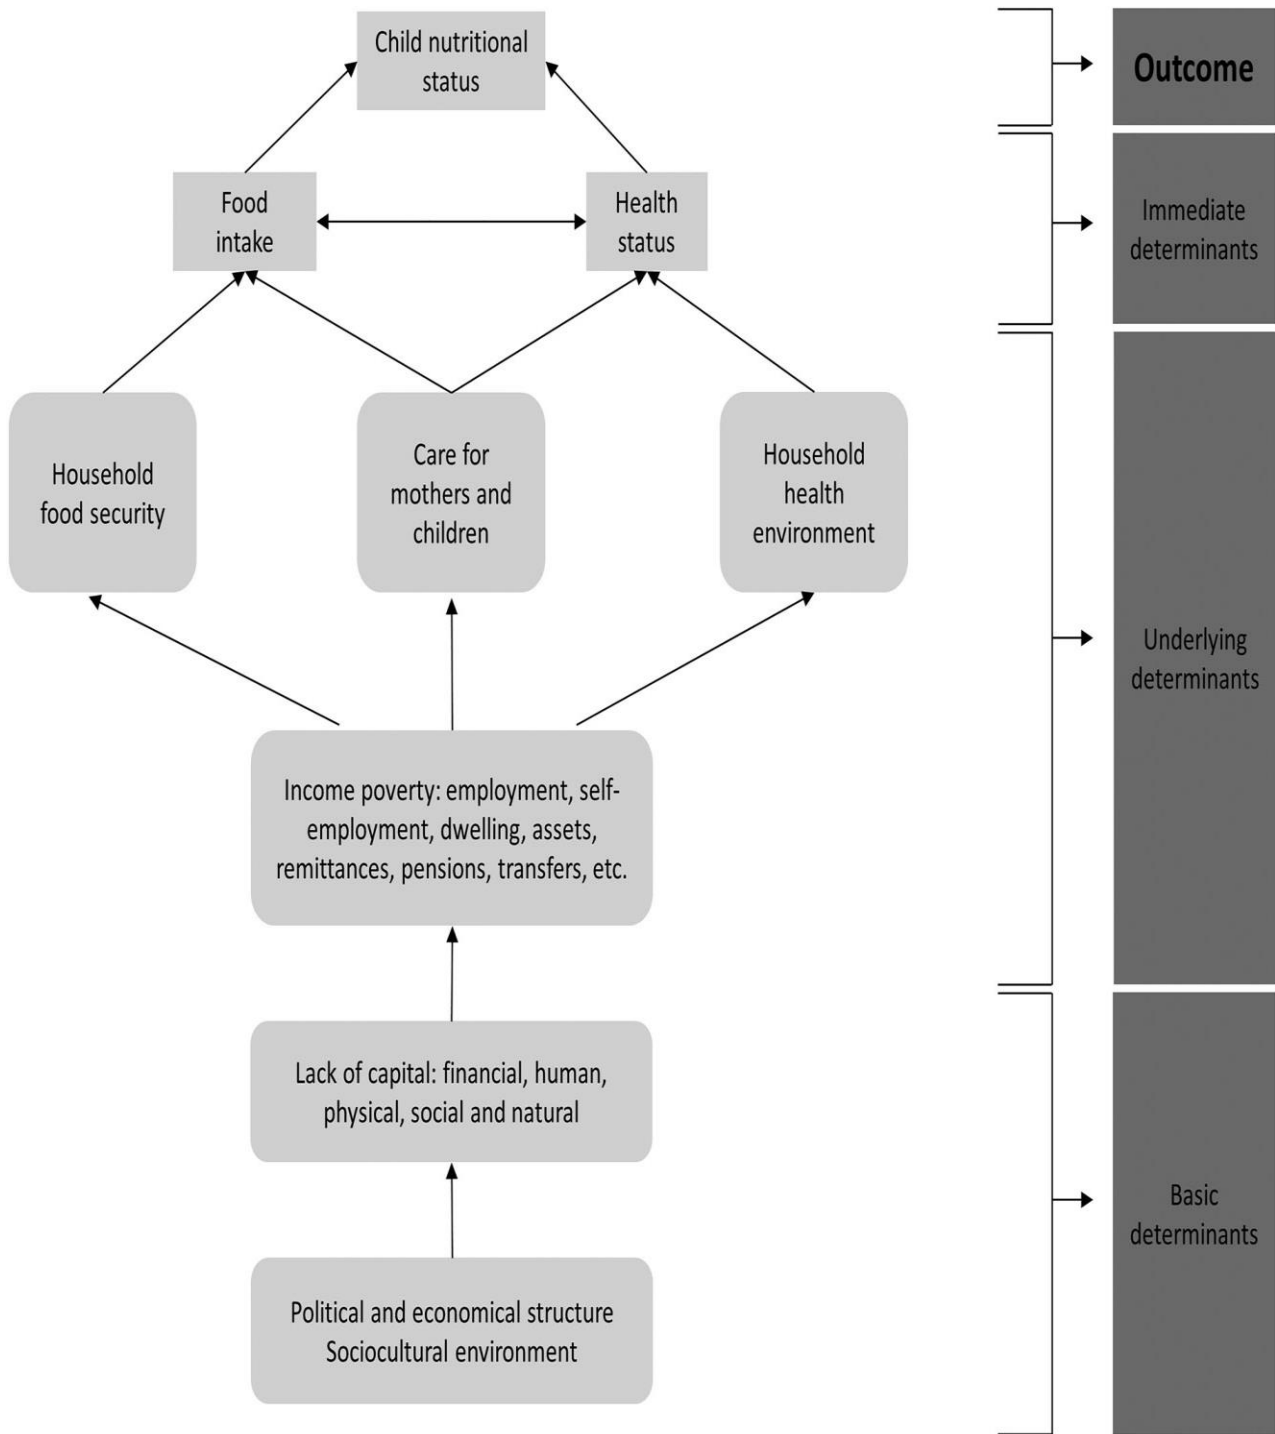 Child nutritional
status
Outcome
Food
intake
Health
status
Immediate
determinants
Household
food security
Care for
mothers and
children
Household
health
environment
Underlying
determinants
Income poverty: employment, self-
employment, dwelling, assets,
remittances, pensions, transfers, etc.
Lack of capital: financial, human,
physical, social and natural
Basic
determinants
Political and economical structure
Sociocultural environment